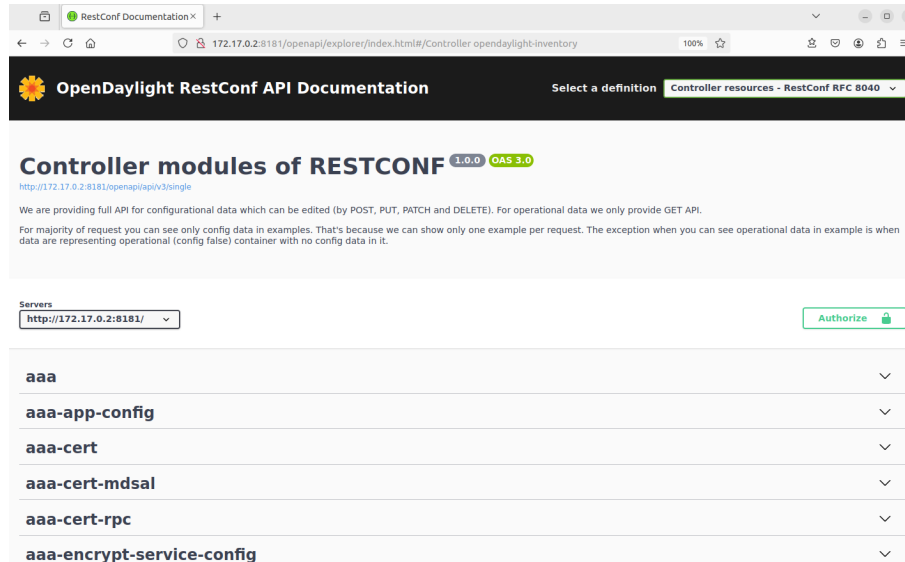 RestConf Documentation
172.17.0.2:8181/openapi/explorer/index.html#/Controller opendaylight-inventory
100%
OpenDaylight RestConf API Documentation
Select a definition
Controller resources - RestConf RFC 8040
Controller modules of RESTCONF 1.0.0 OAS 3.0
http://172.17.0.2:8181/openapi/api/v3/single
We are providing full API for configurational data which can be edited (by POST, PUT, PATCH and DELETE). For operational data we only provide GET API.
For majority of request you can see only config data in examples. That's because we can show only one example per request. The exception when you can see operational data in example is when
data are representing operational (config false) container with no config data in it.
Servers
http://172.17.0.2:8181/
Authorize
aaa
aaa-app-config
aaa-cert
aaa-cert-mdsal
aaa-cert-rpc
aaa-encrypt-service-config